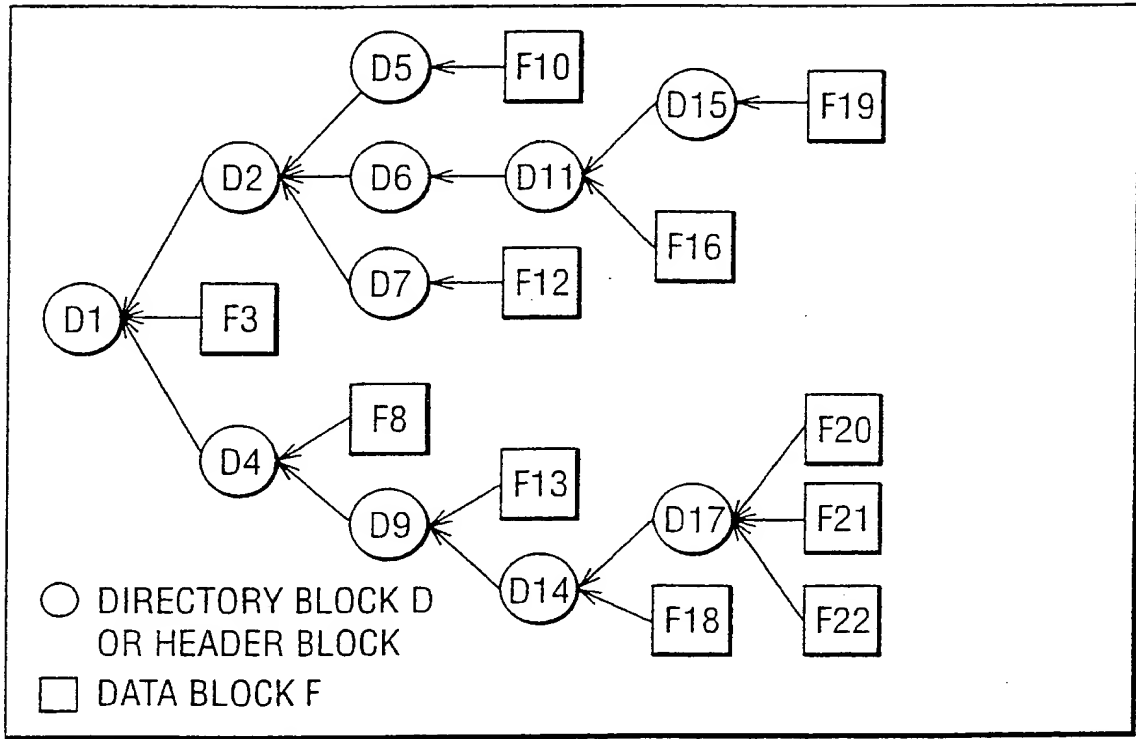 D5
F10
D15
F19
D2
D6
D11
F16
D7
F12
D1
F3
F8
F20
D4
F13
D9
D17
F21
D14
F18
F22
DIRECTORY BLOCK D
OR HEADER BLOCK
DATA BLOCK F